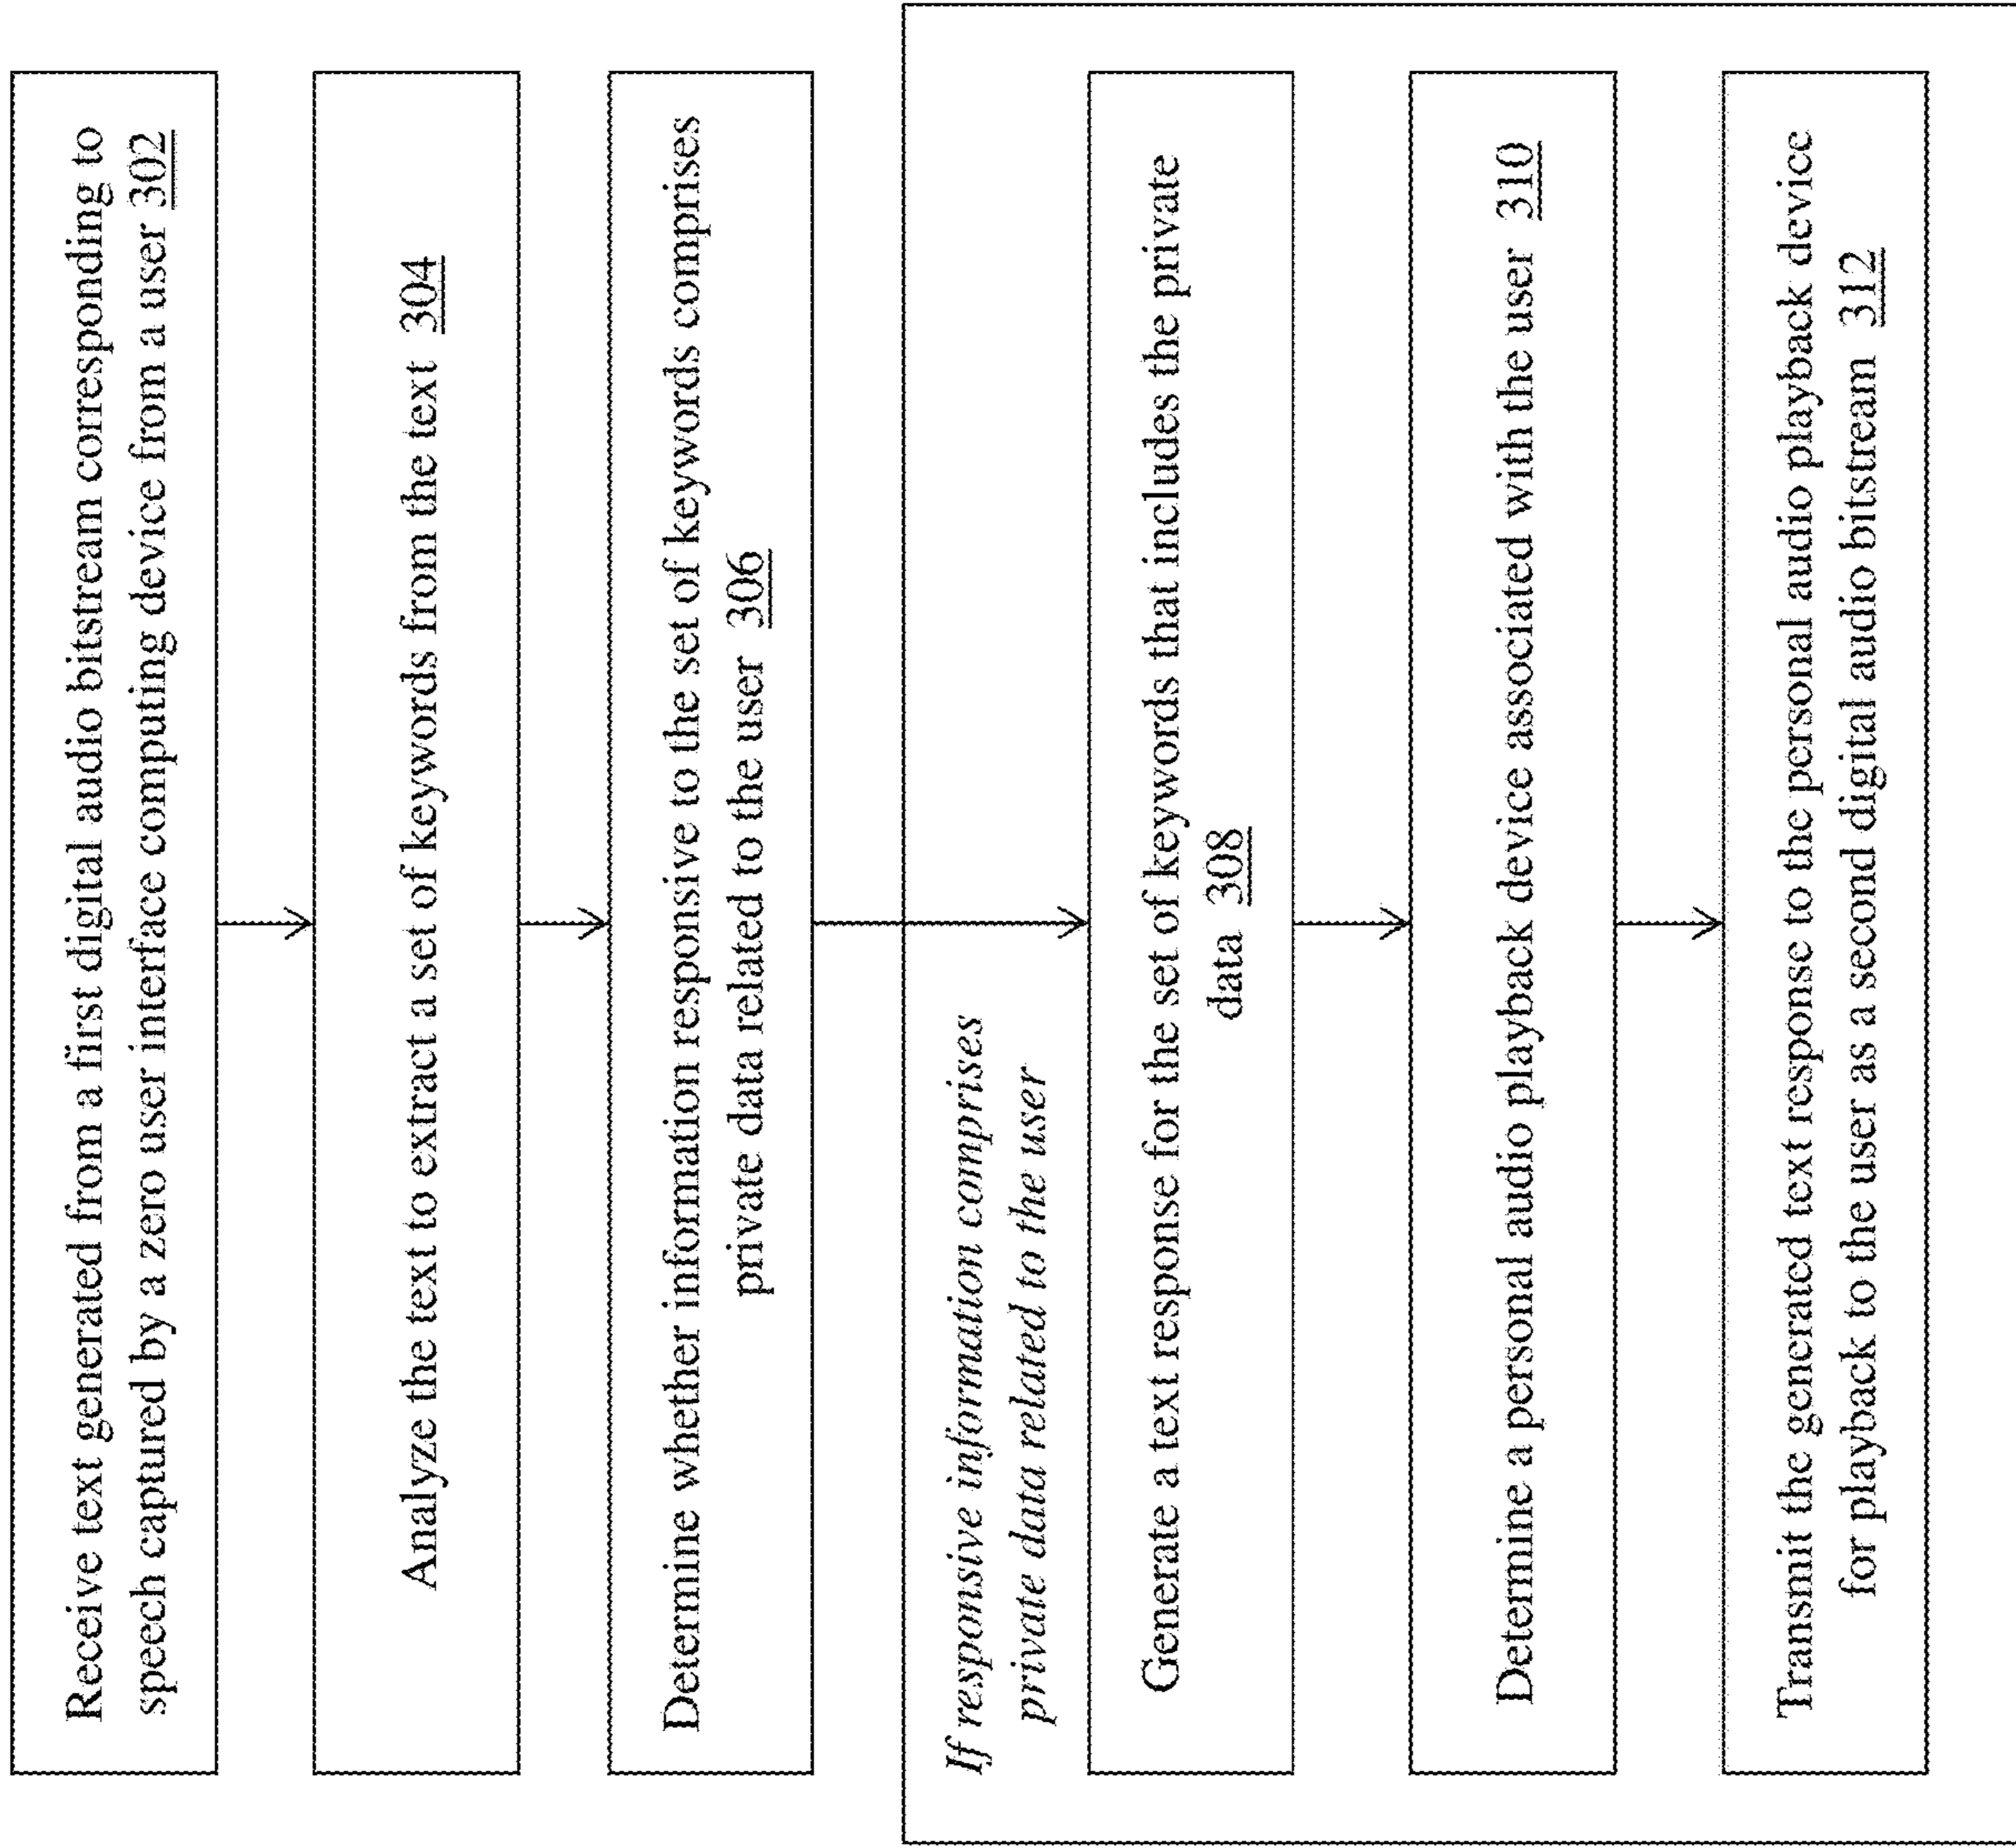 Receive text generated from a first digital audio bitstream corresponding to
speech captured by a zero user interface computing device from a user 302
Analyze the text to extract a set of keywords from the text 304
Determine whether information responsive to the set of keywords comprises
private data related to the user 306
If responsive information comprises
private data related to the user
Generate a text response for the set of keywords that includes the private
data 308
Determine a personal audio playback device associated with the user 310
Transmit the generated text response to the personal audio playback device
for playback to the user as a second digital audio bitstream 312